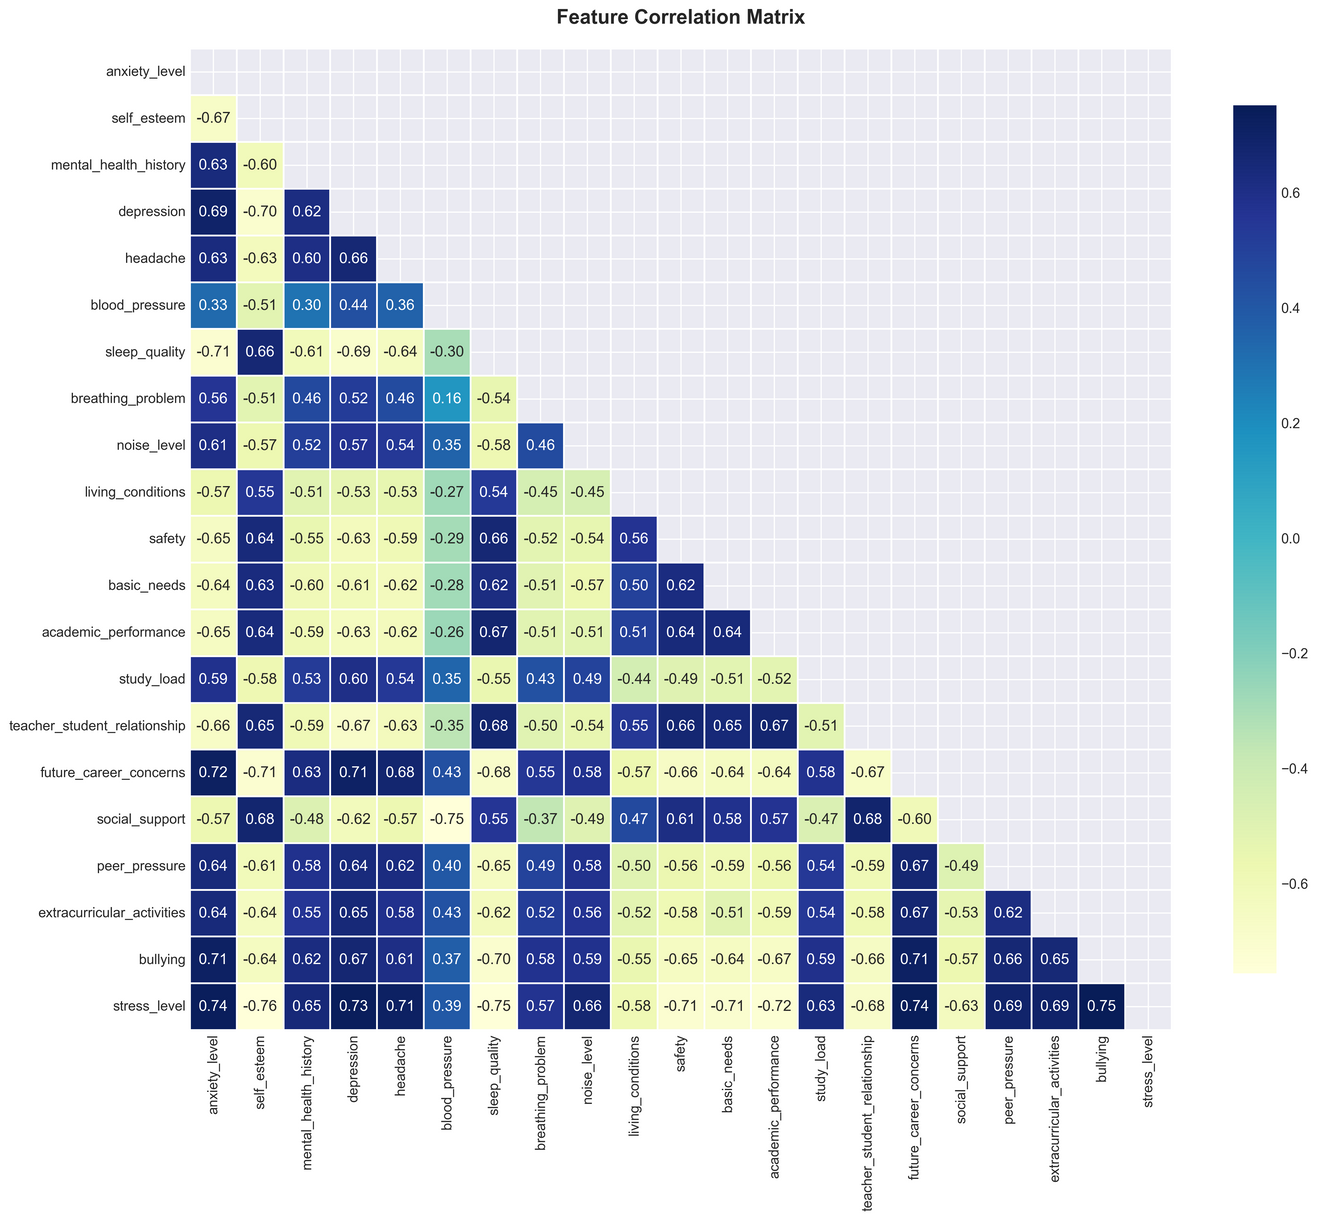 Feature Correlation Matrix
anxiety_level
self_esteem -0.67
mental_health_history 0.63 -0.60
depression 0.69 -0.70 0.62
headache 0.63 -0.63 0.60 0.66
blood_pressure 0.33 -0.51 0.30 0.44 0.36
sleep_quality -0.71 0.66 -0.61 -0.69 -0.64 -0.30
breathing_problem 0.56 -0.51 0.46 0.52 0.46 0.16 -0.54
noise_level 0.61 -0.57 0.52 0.57 0.54 0.35 -0.58 0.46
living_conditions -0.57 0.55 -0.51 -0.53 -0.53 -0.27 0.54 -0.45 -0.45
safety -0.65 0.64 -0.55 -0.63 -0.59 -0.29 0.66 -0.52 -0.54 0.56
basic_needs -0.64 0.63 -0.60 -0.61 -0.62 -0.28 0.62 -0.51 -0.57 0.50 0.62
academic_performance -0.65 0.64 -0.59 -0.63 -0.62 -0.26 0.67 -0.51 -0.51 0.51 0.64 0.64
study_load 0.59 -0.58 0.53 0.60 0.54 0.35 -0.55 0.43 0.49 -0.44 -0.49 -0.51 -0.52
teacher_student_relationship -0.66 0.65 -0.59 -0.67 -0.63 -0.35 0.68 -0.50 -0.54 0.55 0.66 0.65 0.67 -0.51
future_career_concerns 0.72 -0.71 0.63 0.71 0.68 0.43 -0.68 0.55 0.58 -0.57 -0.66 -0.64 -0.64 0.58 -0.67
social_support -0.57 0.68 -0.48 -0.62 -0.57 -0.75 0.55 -0.37 -0.49 0.47 0.61 0.58 0.57 -0.47 0.68 -0.60
peer_pressure 0.64 -0.61 0.58 0.64 0.62 0.40 -0.65 0.49 0.58 -0.50 -0.56 -0.59 -0.56 0.54 -0.59 0.67 -0.49
extracurricular_activities 0.64 -0.64 0.55 0.65 0.58 0.43 -0.62 0.52 0.56 -0.52 -0.58 -0.51 -0.59 0.54 -0.58 0.67 -0.53 0.62
bullying 0.71 -0.64 0.62 0.67 0.61 0.37 -0.70 0.58 0.59 -0.55 -0.65 -0.64 -0.67 0.59 -0.66 0.71 -0.57 0.66 0.65
stress_level 0.74 -0.76 0.65 0.73 0.71 0.39 -0.75 0.57 0.66 -0.58 -0.71 -0.71 -0.72 0.63 -0.68 0.74 -0.63 0.69 0.69 0.75
anxiety_level
self_esteem
mental_health_history
depression
headache
blood_pressure
sleep_quality
breathing_problem
noise_level
living_conditions
safety
basic_needs
academic_performance
study_load
teacher_student_relationship
future_career_concerns
social_support
peer_pressure
extracurricular_activities
bullying
stress_level
0.6
0.4
0.2
0.0
−0.2
−0.4
−0.6